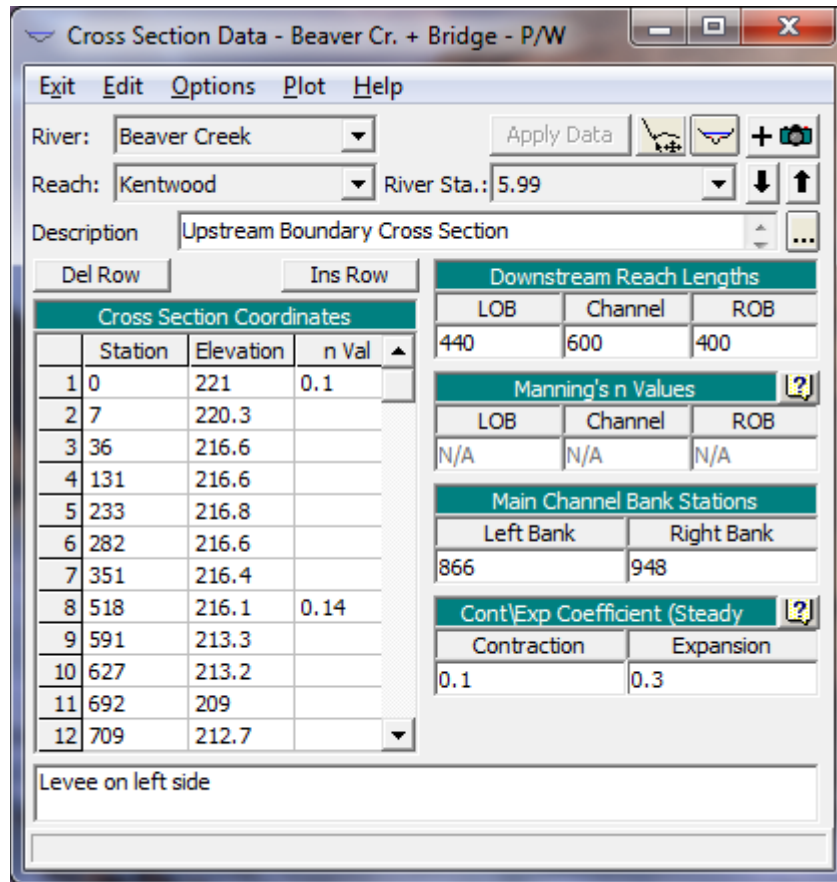 Cross Section Data - Beaver Cr. + Bridge - P/W
Exit Edit Options Plot Help
River: Beaver Creek Apply Data
Reach: Kentwood River Sta.: 5.99
Description Upstream Boundary Cross Section ...
Del Row Ins Row
Cross Section Coordinates
Station Elevation n Val
1 0 221 0.1
2 7 220.3
3 36 216.6
4 131 216.6
5 233 216.8
6 282 216.6
7 351 216.4
8 518 216.1 0.14
9 591 213.3
10 627 213.2
11 692 209
12 709 212.7
Downstream Reach Lengths
LOB Channel ROB
440 600 400
Manning's n Values
LOB Channel ROB
N/A N/A N/A
Main Channel Bank Stations
Left Bank Right Bank
866 948
Cont\Exp Coefficient (Steady
Contraction Expansion
0.1 0.3
Levee on left side